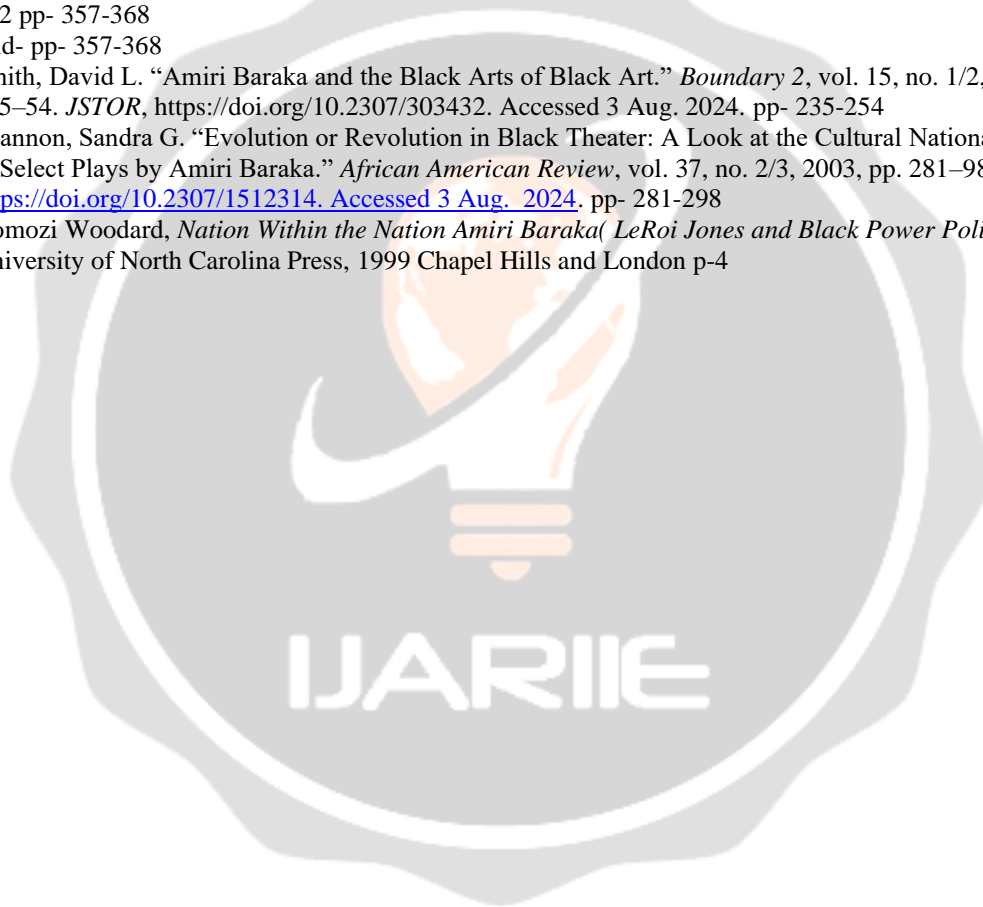 2 pp- 357-368
d- pp- 357-368
ith, David L. “Amiri Baraka and the Black Arts of Black Art.” Boundary 2, vol. 15, no. 1/2,
5–54. JSTOR, https://doi.org/10.2307/303432. Accessed 3 Aug. 2024. pp- 235-254
annon, Sandra G. “Evolution or Revolution in Black Theater: A Look at the Cultural Nationa
Select Plays by Amiri Baraka.” African American Review, vol. 37, no. 2/3, 2003, pp. 281–98
ps://doi.org/10.2307/1512314. Accessed 3 Aug. 2024. pp- 281-298
omozi Woodard, Nation Within the Nation Amiri Baraka( LeRoi Jones and Black Power Poli
niversity of North Carolina Press, 1999 Chapel Hills and London p-4
IJARIIE